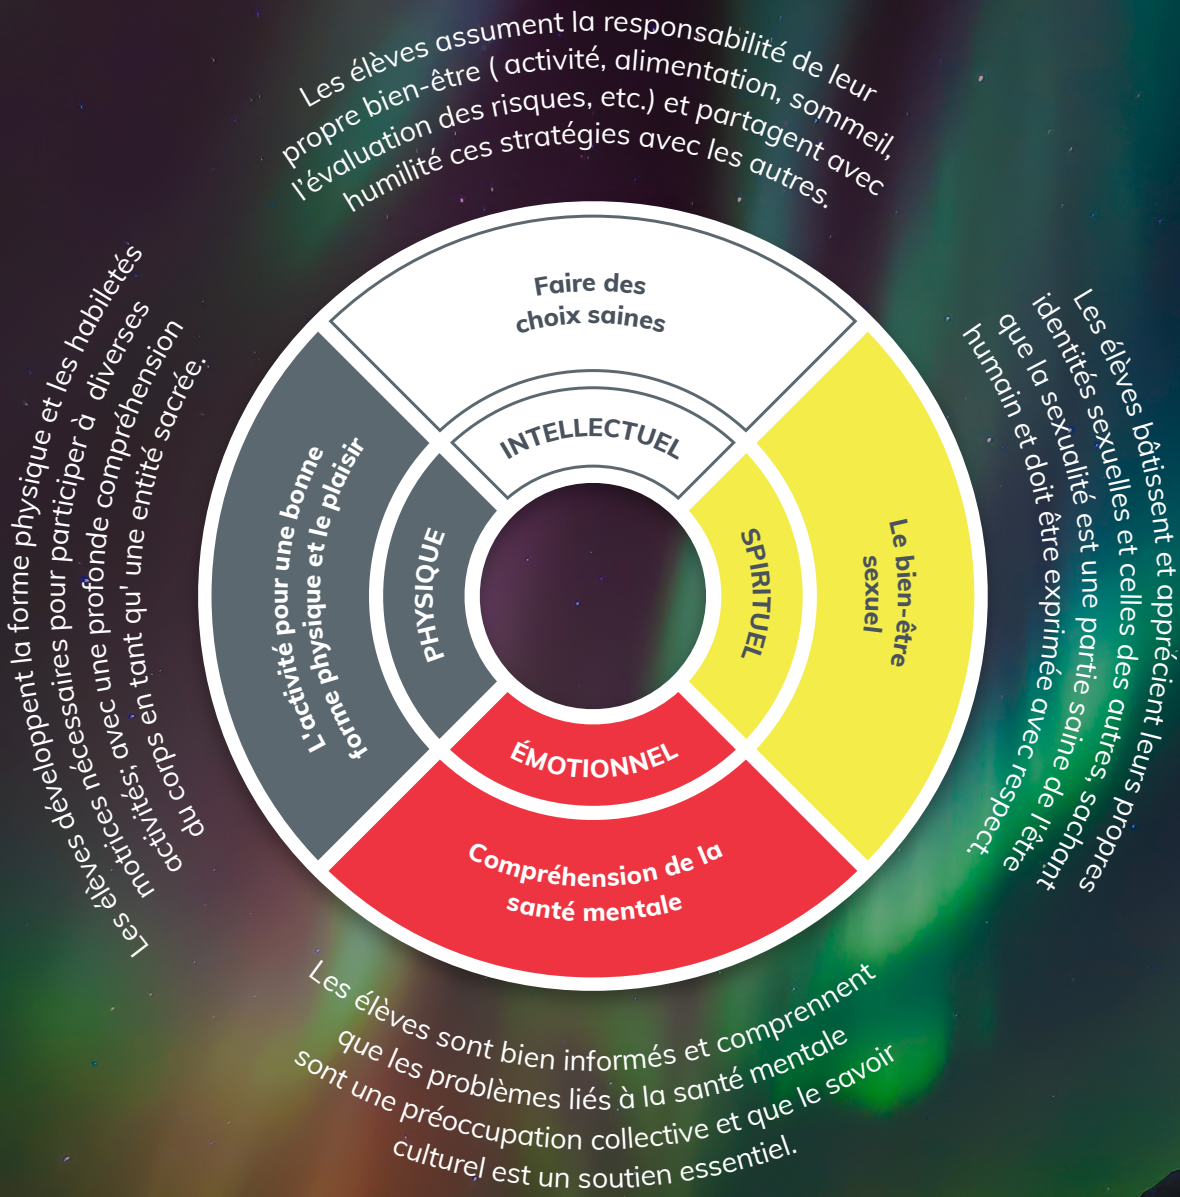 Les élèves assument la responsabilité de leur
propre bien-être ( activité, alimentation, sommeil,
l'évaluation des risques, etc.) et partagent avec
humilité ces stratégies avec les autres.
Faire des
choix saines
INTELLECTUEL
Les élèves bâtissent et apprécient leurs propres
identités sexuelles et celles des autres, sachant
que la sexualité est une partie saine de l'être
humain et doit être exprimée avec respect.
Le bien-être
sexuel
SPIRITUEL
ÉMOTIONNEL
Compréhension de la
santé mentale
Les élèves sont bien informés et comprennent
que les problèmes liés à la santé mentale
sont une préoccupation collective et que le savoir
culturel est un soutien essentiel.
Les élèves développent la forme physique et les habiletés
motrices nécessaires pour participer à diverses
activités; avec une profonde compréhension
du corps en tant qu' une entité sacrée.
L'activité pour une bonne
forme physique et le plaisir
PHYSIQUE